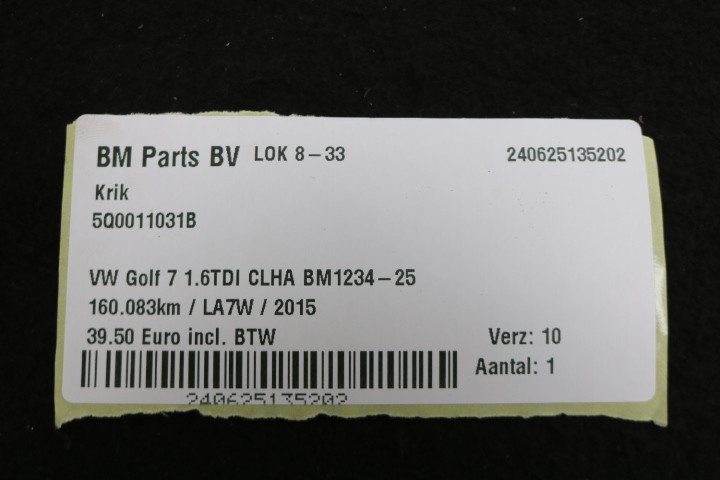 BM Parts BV LOK 8-33 240625135202
Krik
5Q0011031B
VW Golf 7 1.6TDI CLHA BM1234-25
160.083km / LA7W / 2015
39.50 Euro incl. BTW Verz: 10
Aantal: 1
240625135202